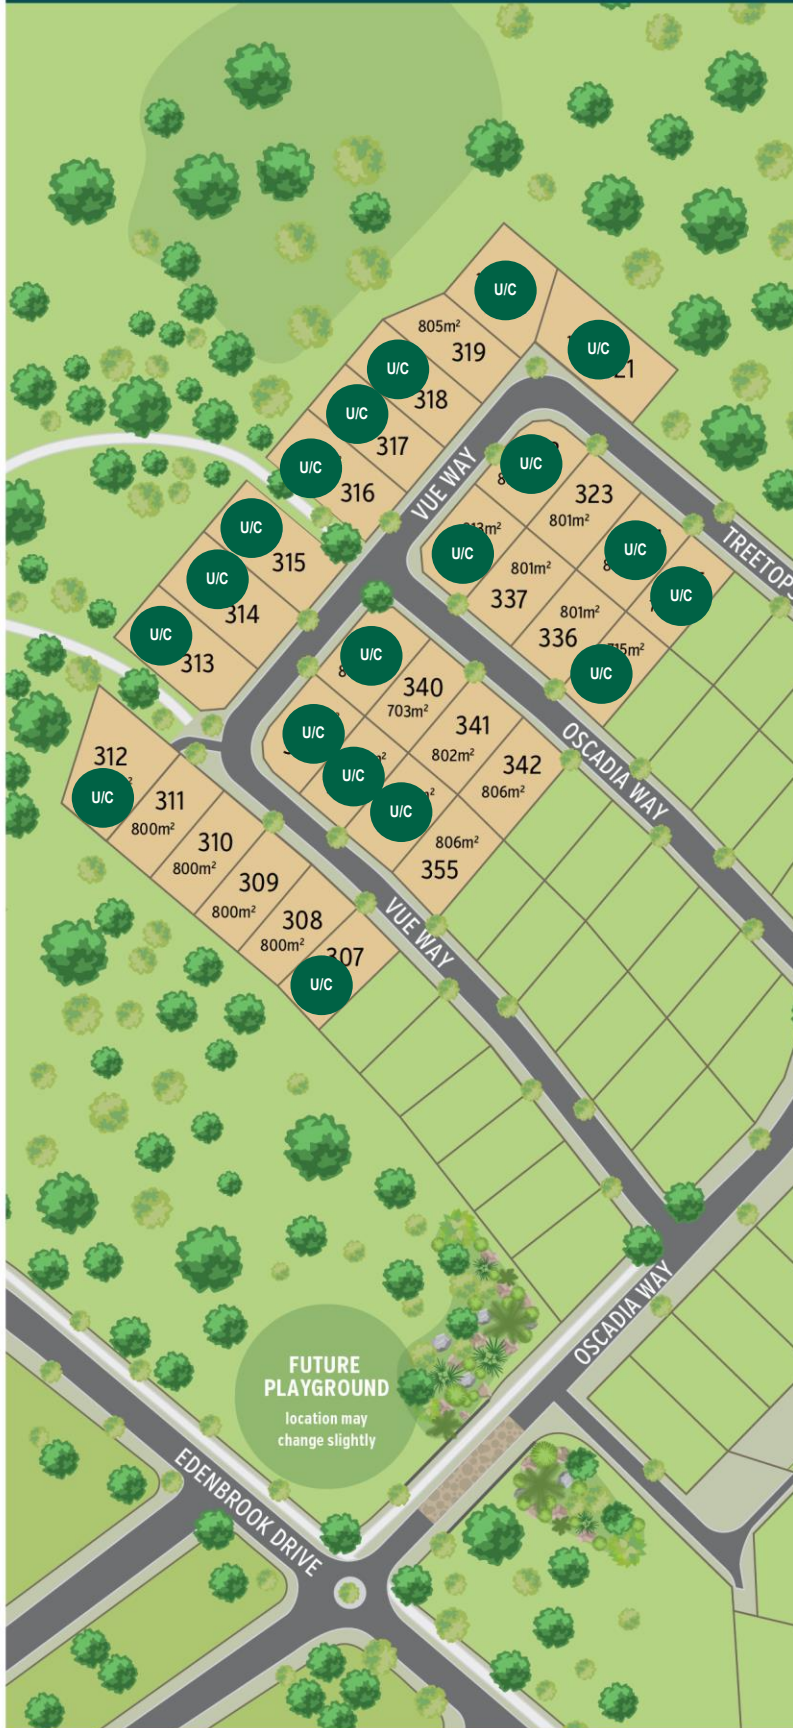 U/C
805m²
319
U/C
21
U/C
318
U/C
317
U/C
316
VUE WAY
U/C
323
801m²
U/C
315
U/C
314
U/C
313
U/C
801m²
337
U/C
U/C
801m²
336
U/C
TREETOPS
U/C
340
703m²
341
802m²
342
806m²
U/C
U/C
U/C
806m²
355
OSCADIA WAY
312
U/C
311
800m²
310
800m²
309
800m²
308
800m²
307
U/C
VUE WAY
OSCADIA WAY
FUTURE
PLAYGROUND
location may
change slightly
EDENBROOK DRIVE